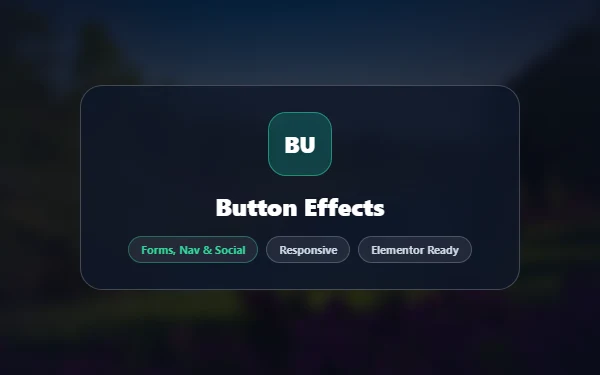 BU
Button Effects
Forms, Nav & Social Responsive Elementor Ready